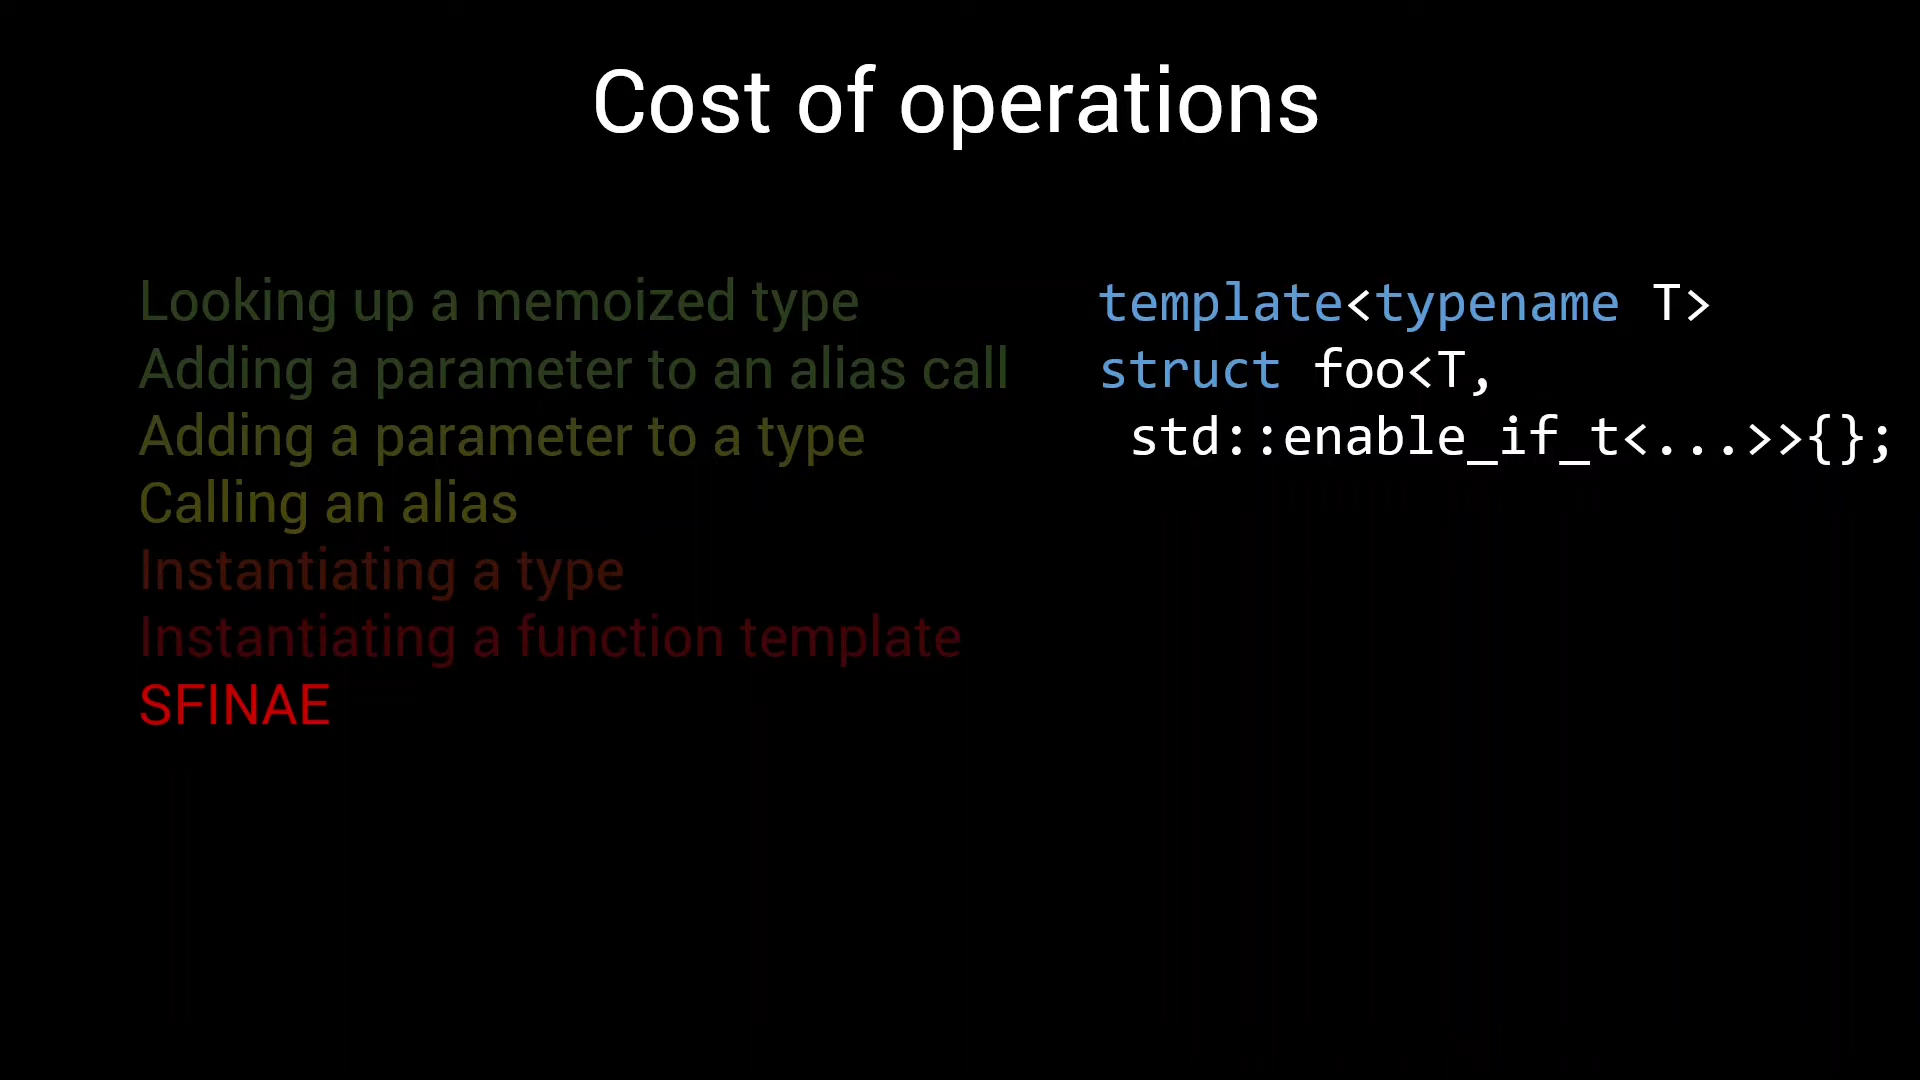 Cost of operations
Looking up a memoized type
Adding a parameter to an alias call
Adding a parameter to a type
Calling an alias
Instantiating a type
Instantiating a function template
SFINAE
template<typename T>
struct foo<T,
std::enable_if_t<...>>{};